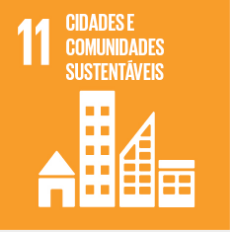 11 CIDADES E
COMUNIDADES
SUSTENTÁVEIS